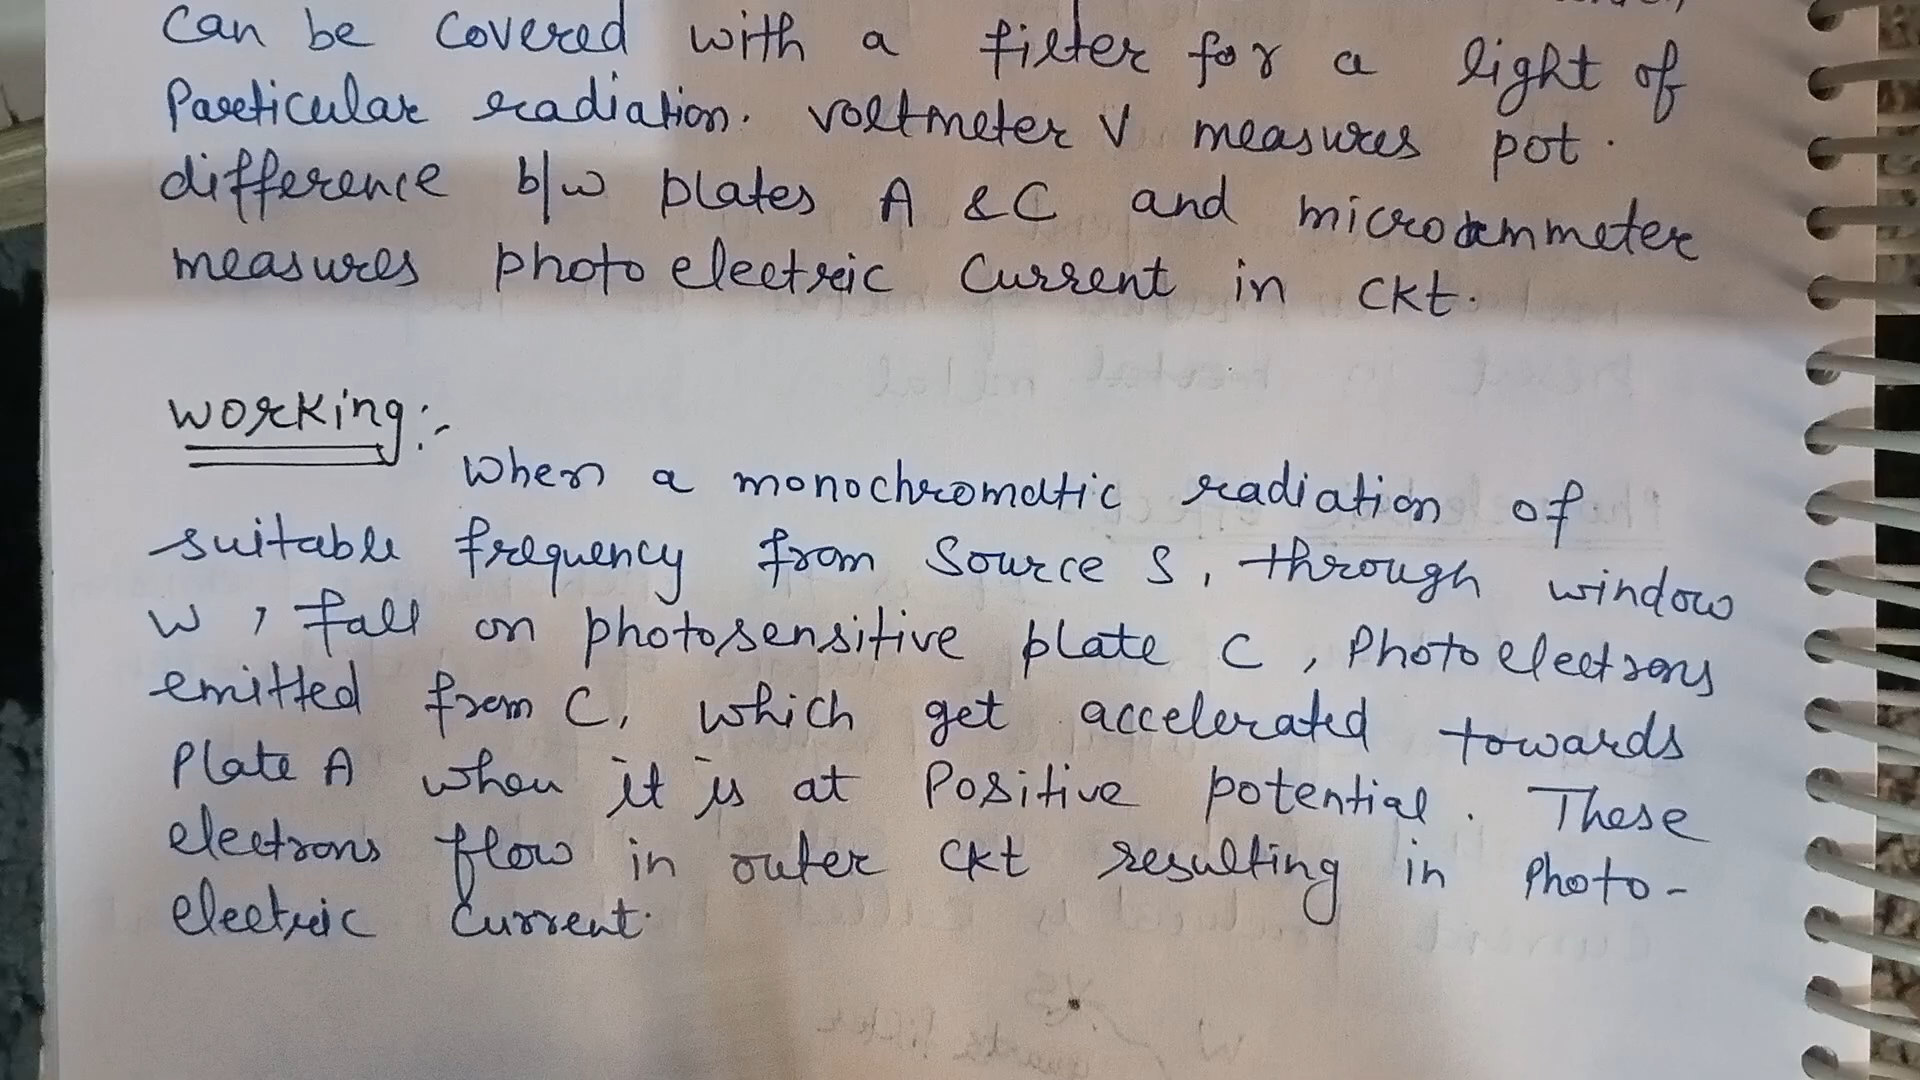 can be covered with a filter for a light of
Particular radiation. Voltmeter V measures pot.
difference b/w plates A & C and microammeter
measures photo electric current in ckt.
working:-
When a monochromatic radiation of
suitable frequency from Source S, through window
W, fall on photosensitive plate C, Photo electrons
emitted from C, which get accelerated towards
Plate A when it is at Positive potential. These
electrons flow in outer ckt resulting in Photo-
electric Current.